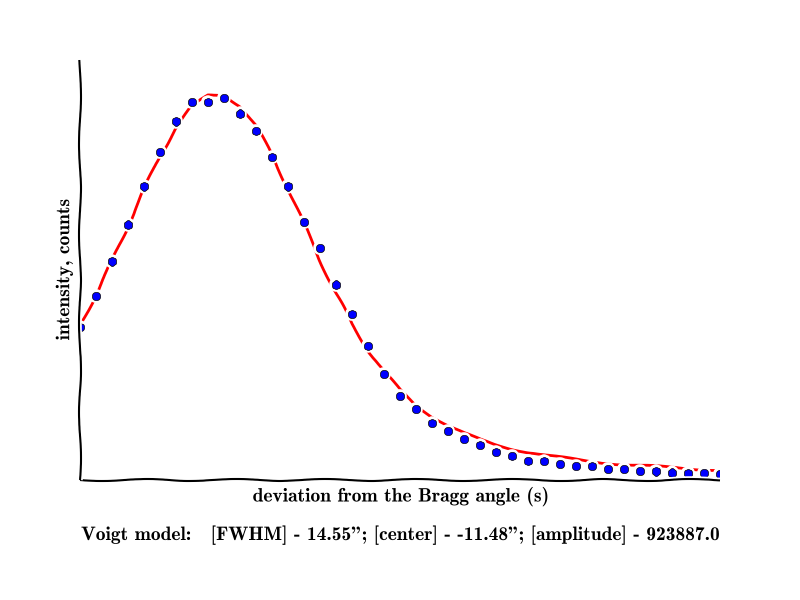 intensity, counts
deviation from the Bragg angle (s)
Voigt model: [FWHM] - 14.55”; [center] - -11.48”; [amplitude] - 923887.0